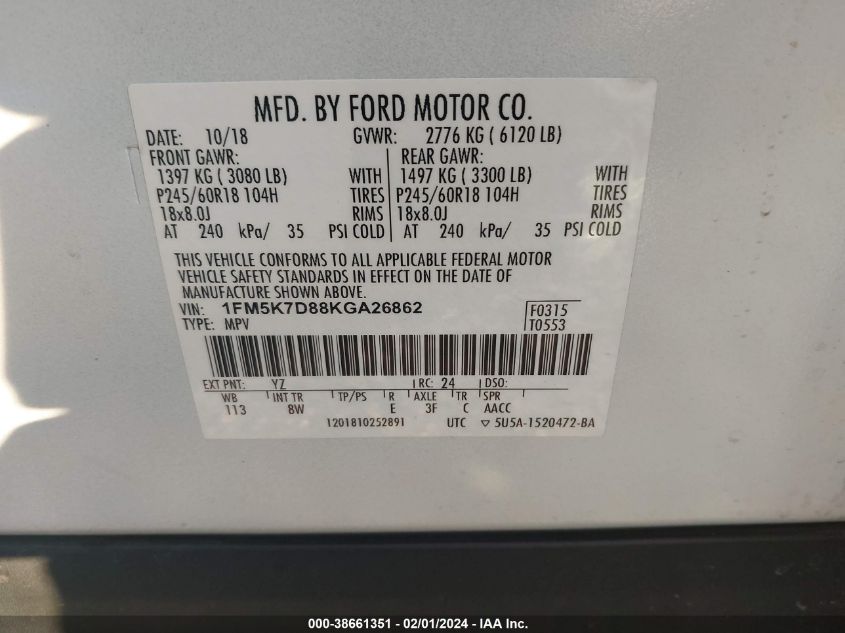 MFD. BY FORD MOTOR CO.
DATE: 10/18 GVWR: 2776 KG ( 6120 LB)
FRONT GAWR: REAR GAWR:
1397 KG ( 3080 LB) WITH 1497 KG ( 3300 LB) WITH
P245/60R18 104H TIRES P245/60R18 104H TIRES
18x8.0J RIMS 18x8.0J RIMS
AT 240 kPa/ 35 PSI COLD AT 240 kPa/ 35 PSI COLD
THIS VEHICLE CONFORMS TO ALL APPLICABLE FEDERAL MOTOR
VEHICLE SAFETY STANDARDS IN EFFECT ON THE DATE OF
MANUFACTURE SHOWN ABOVE.
VIN: 1FM5K7D88KGA26862 F0315
TYPE: MPV T0553
EXT PNT: YZ RC: 24 DSO:
WB INT TR TP/PS R AXLE TR SPR
113 8W E 3F C AACC
1201810252891 UTC ▽ 5U5A-1520472-BA
000-38661351 | 02/01/2024 - IAA Inc.